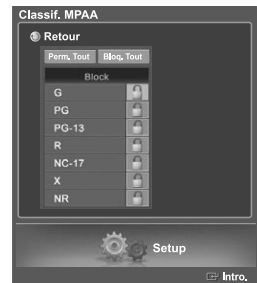 Classif. MPAA
Retour
Perm. Tout Bloq. Tout
Block
G
PG
PG-13
R
NC-17
X
NR
Setup
Intro.